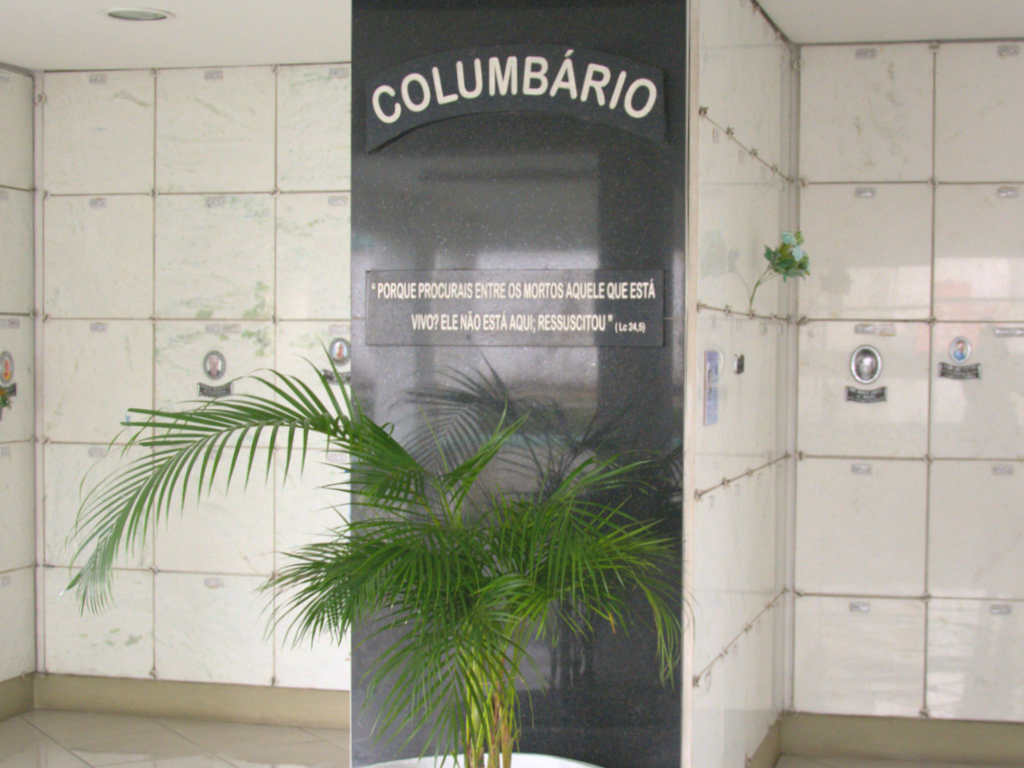 COLUMBÁRIO
“ PORQUE PROCURAIS ENTRE OS MORTOS AQUELE QUE ESTÁ
VIVO? ELE NÃO ESTÁ AQUI; RESSUSCITOU ” ( Lc 24,5)